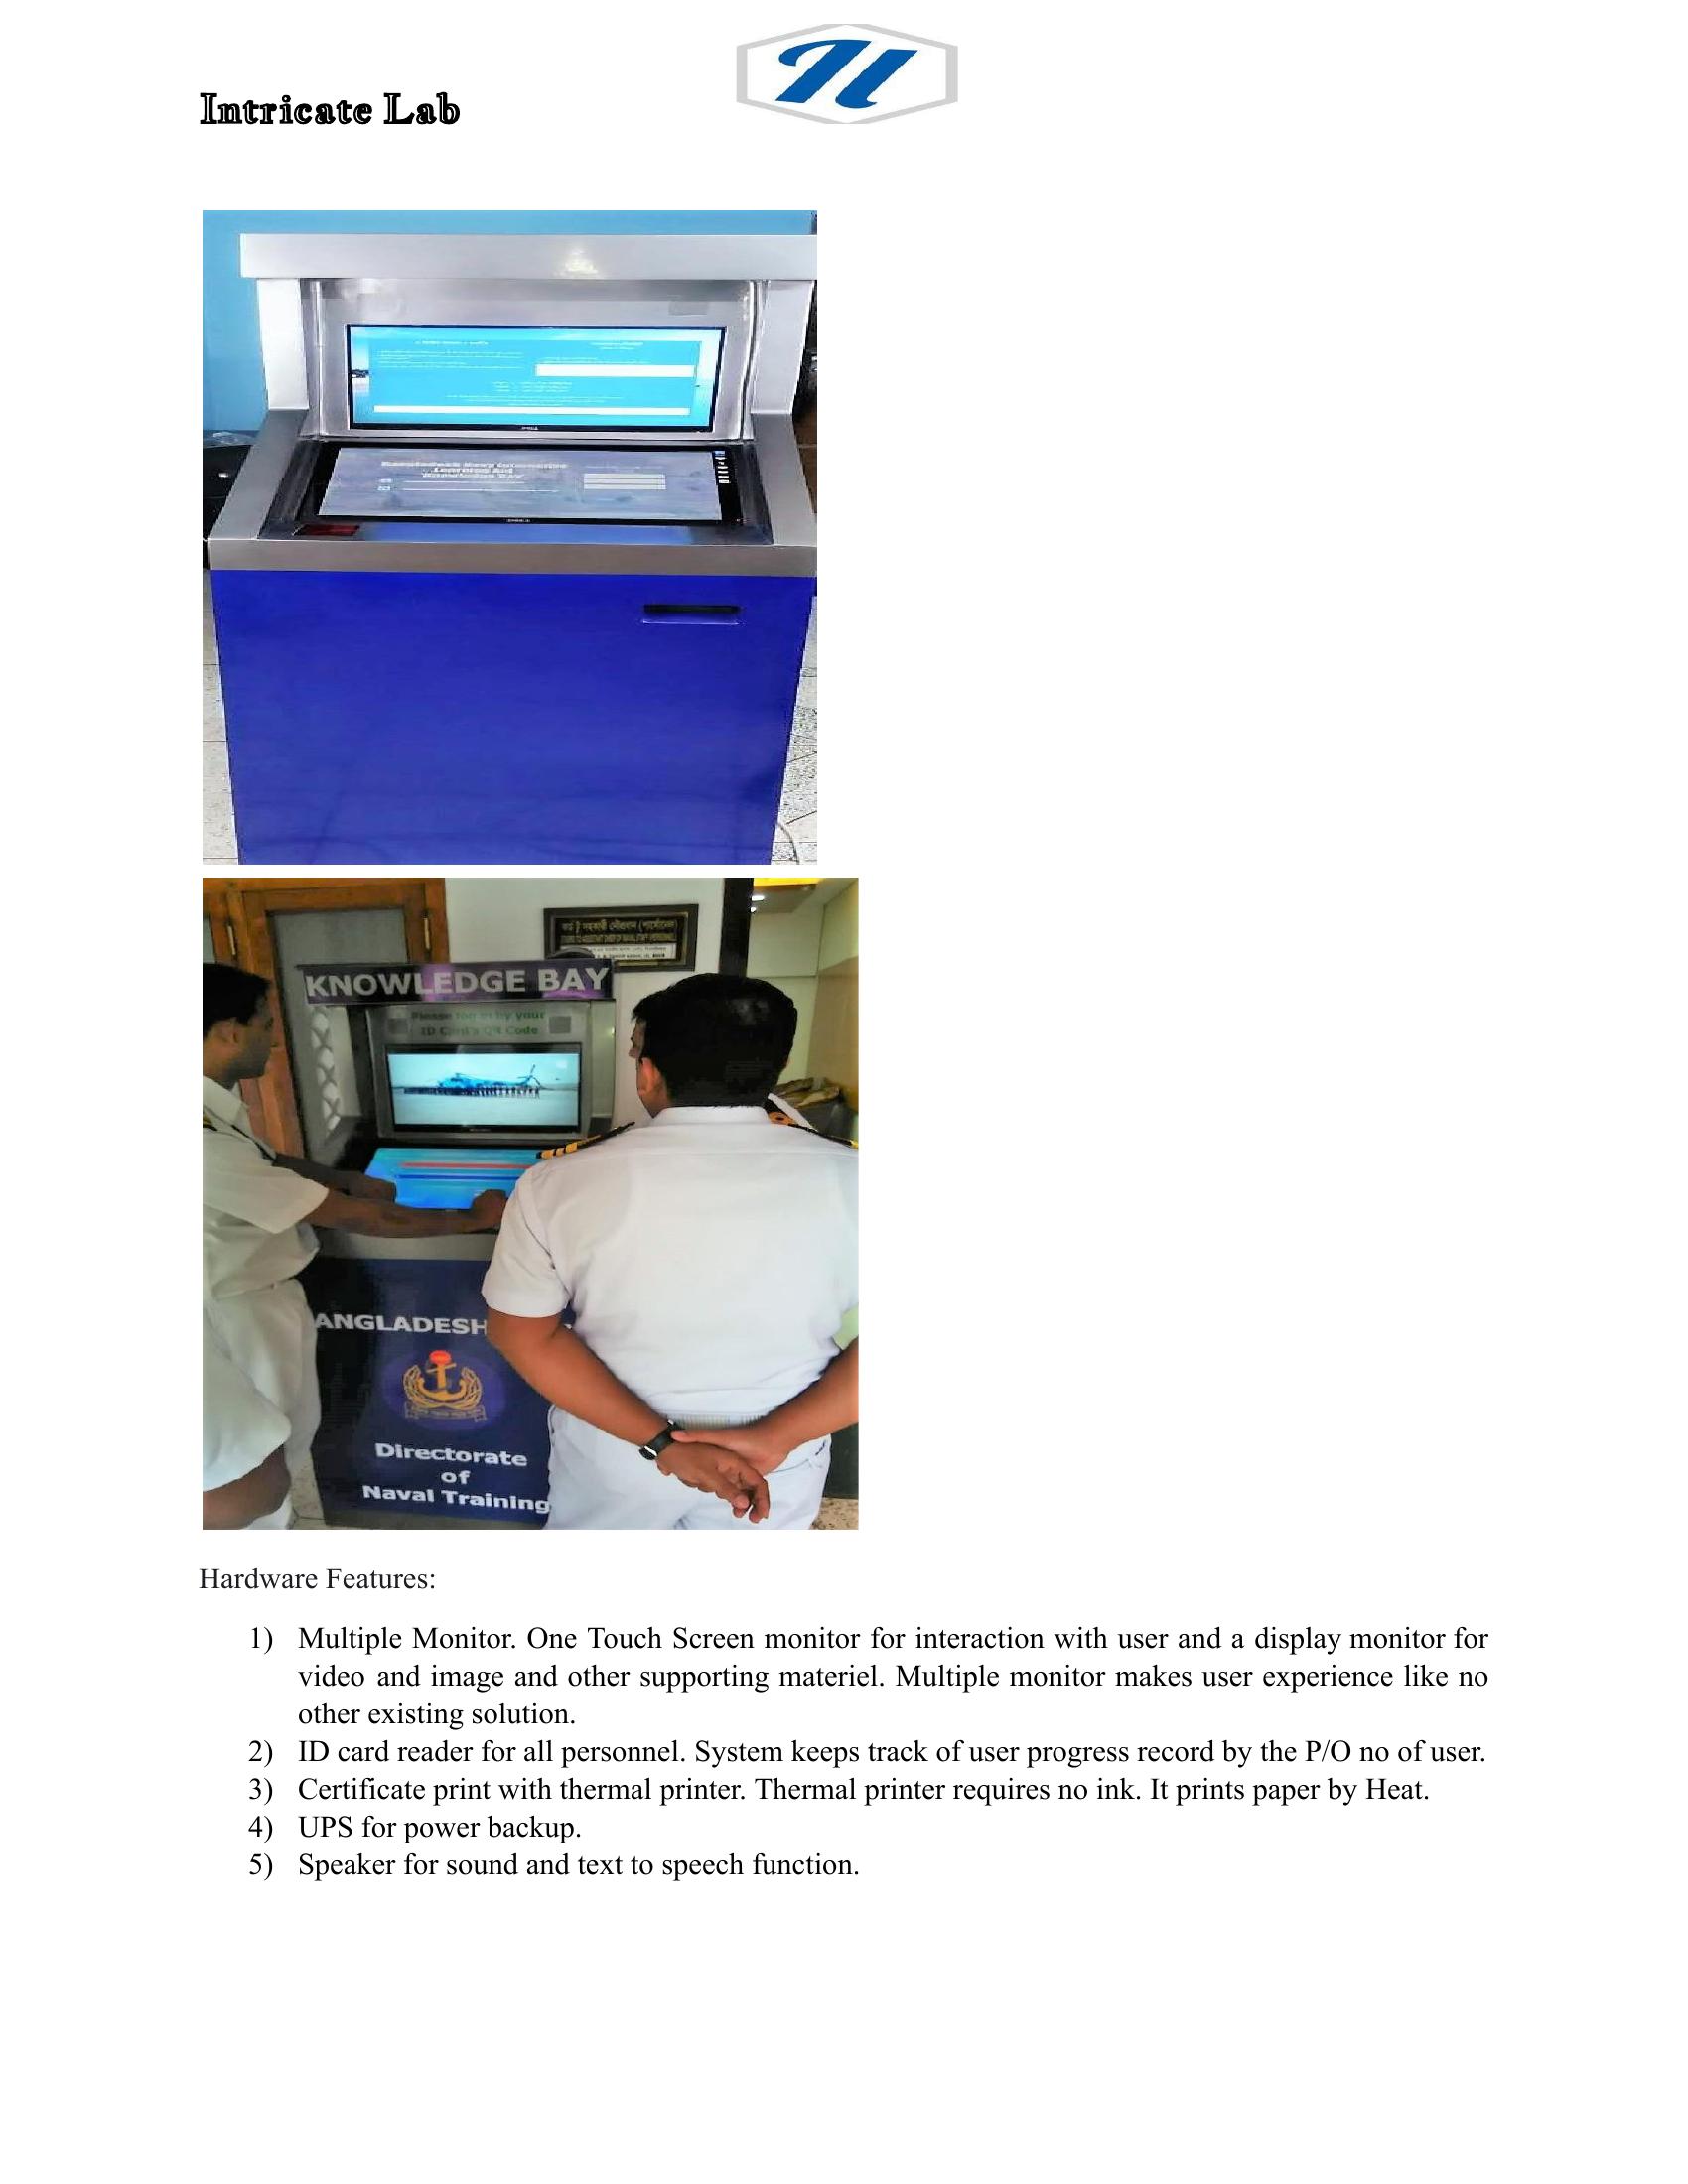 Intricate Lab
Learning Aid
KNOWLEDGE BAY
Please log in by your
ID Card's QR Code
ANGLADESH
Directorate
of
Naval Training
Hardware Features:
1) Multiple Monitor. One Touch Screen monitor for interaction with user and a display monitor for
video and image and other supporting materiel. Multiple monitor makes user experience like no
other existing solution.
2) ID card reader for all personnel. System keeps track of user progress record by the P/O no of user.
3) Certificate print with thermal printer. Thermal printer requires no ink. It prints paper by Heat.
4) UPS for power backup.
5) Speaker for sound and text to speech function.